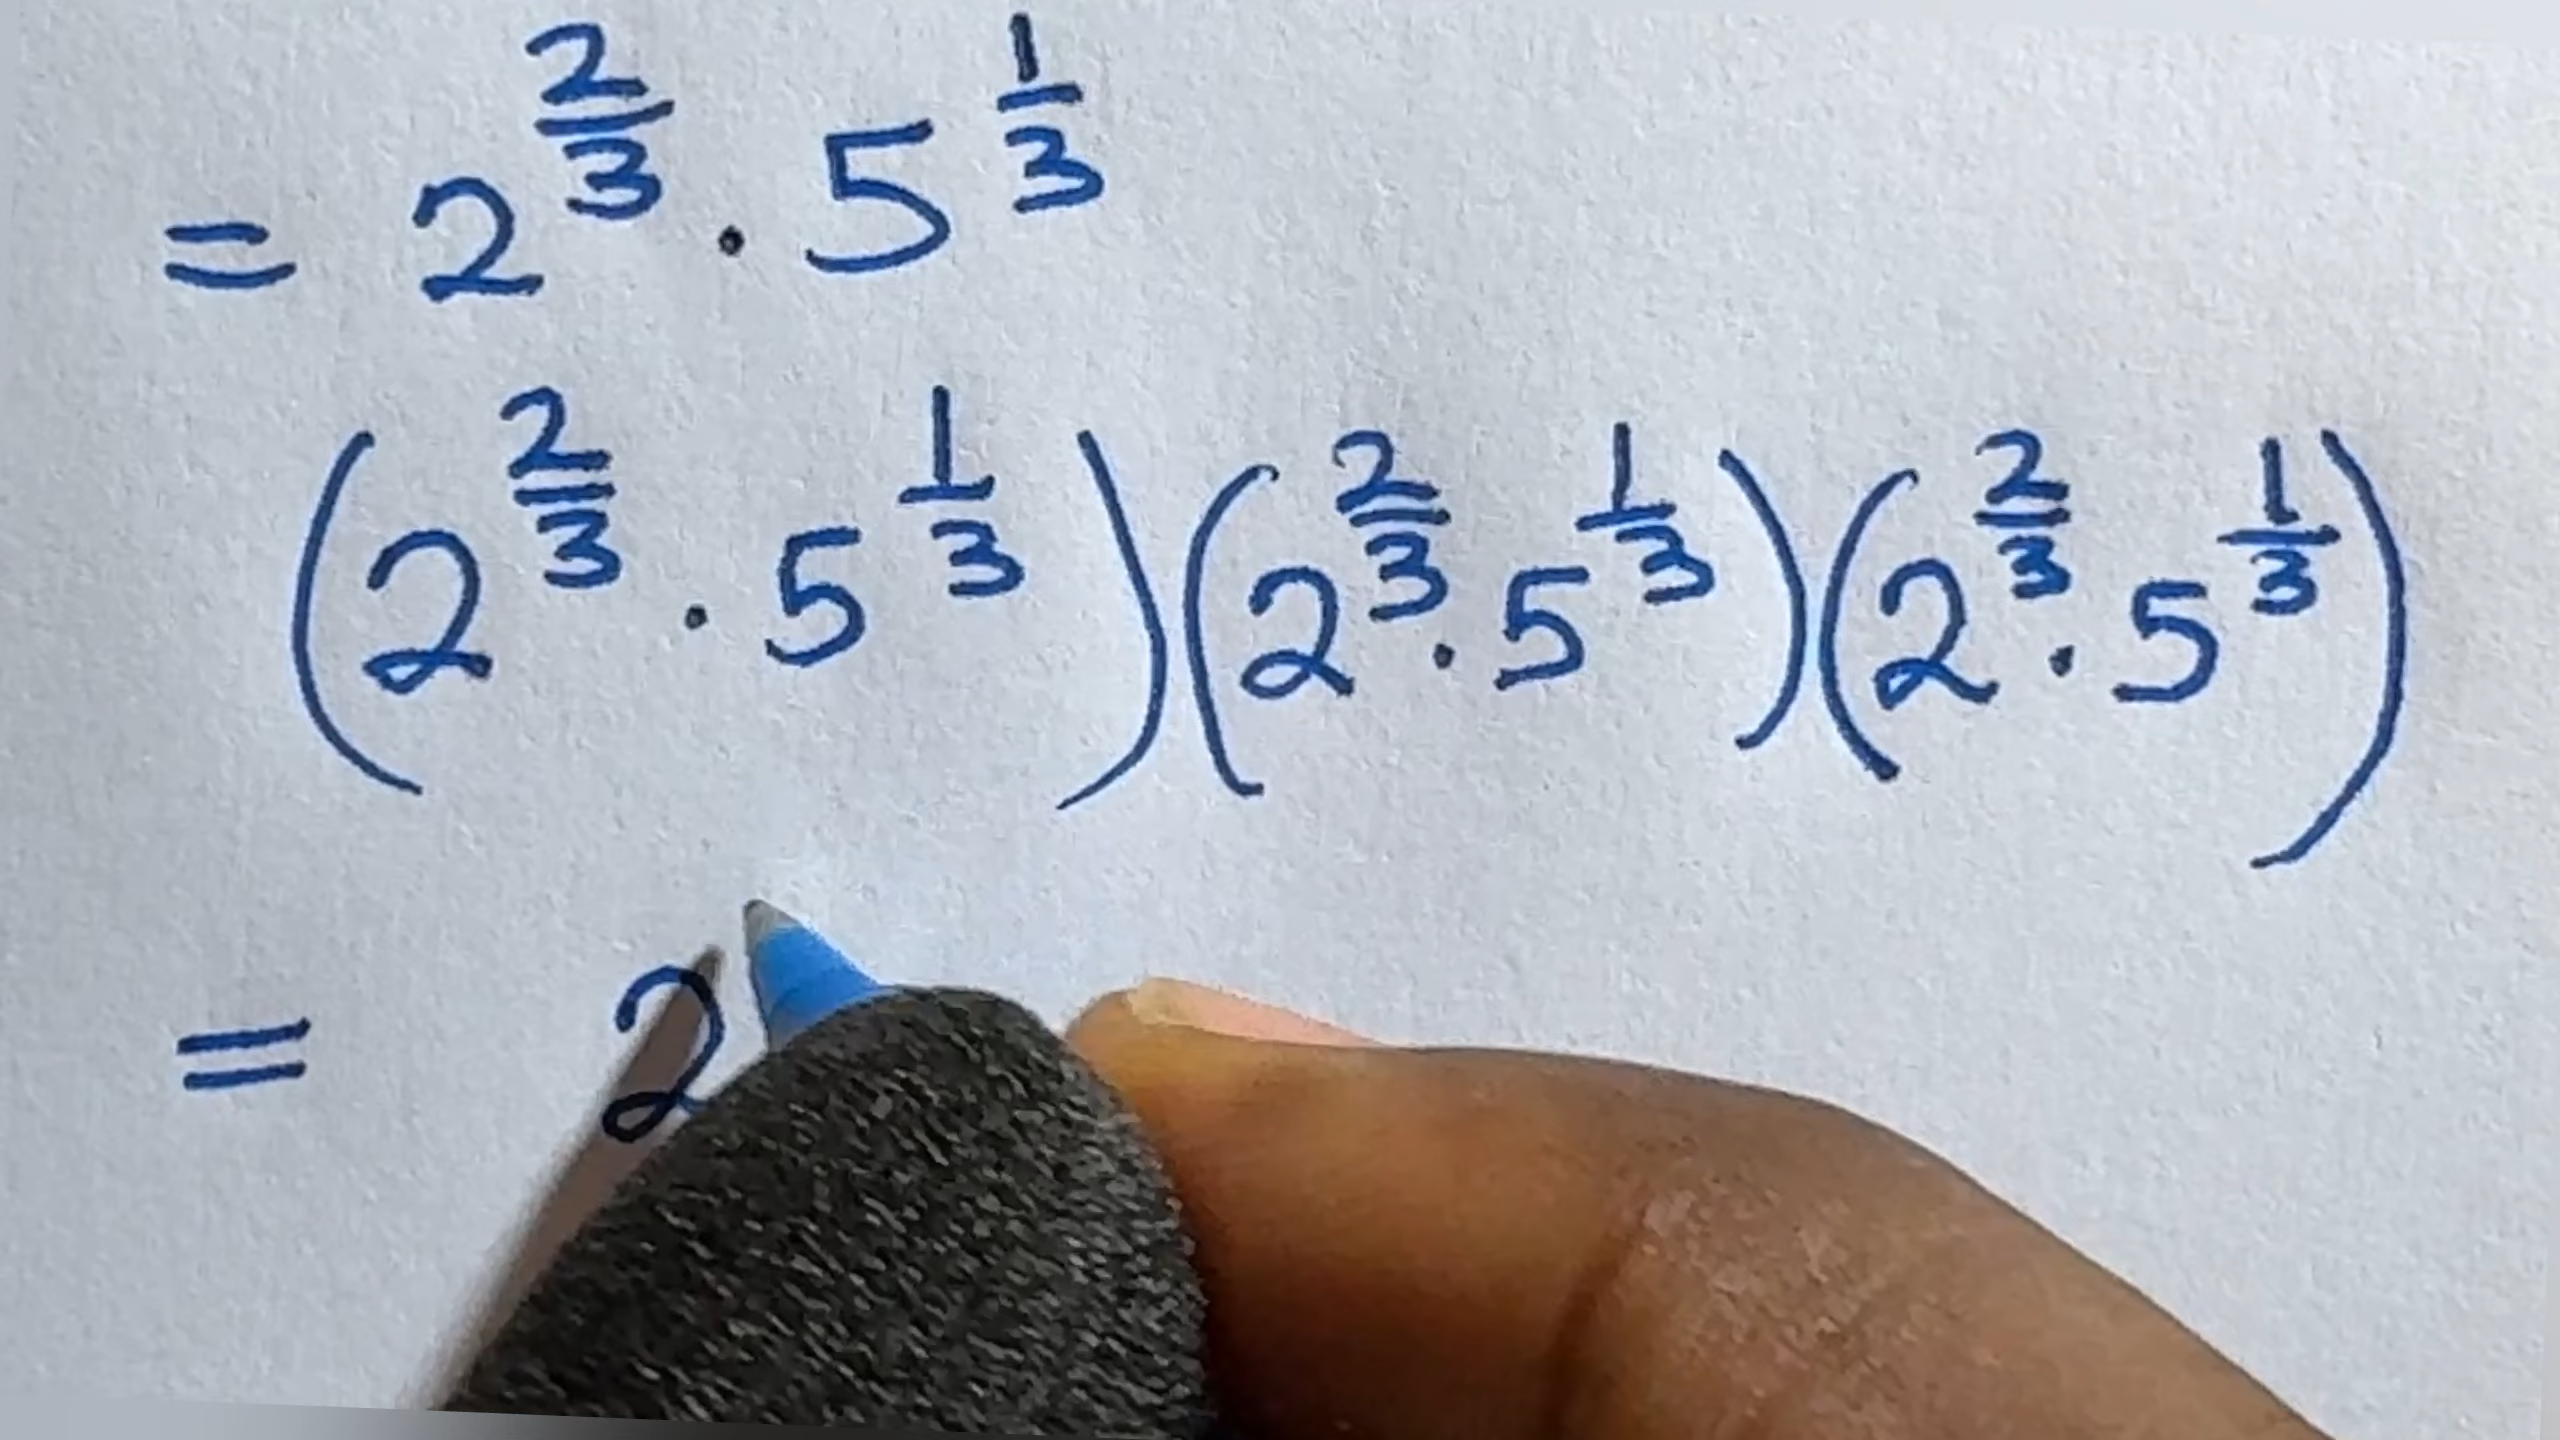 = 2^{2/3} · 5^{1/3}
(2^{2/3} · 5^{1/3})(2^{2/3} · 5^{1/3})(2^{2/3} · 5^{1/3})
= 2